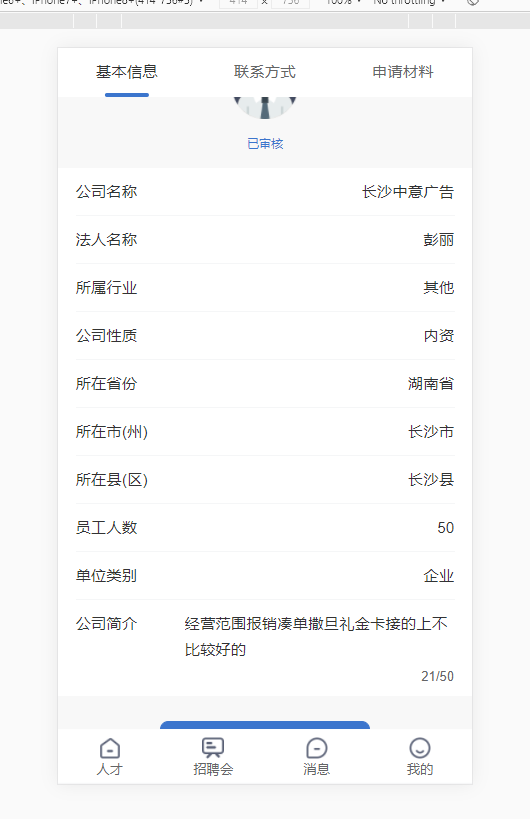 100%
No throttling
基本信息 联系方式 申请材料
已审核
公司名称 长沙中意广告
法人名称 彭丽
所属行业 其他
公司性质 内资
所在省份 湖南省
所在市(州) 长沙市
所在县(区) 长沙县
员工人数 50
单位类别 企业
公司简介 经营范围报销凑单撒旦礼金卡接的上不
比较好的
21/50
人才 招聘会 消息 我的